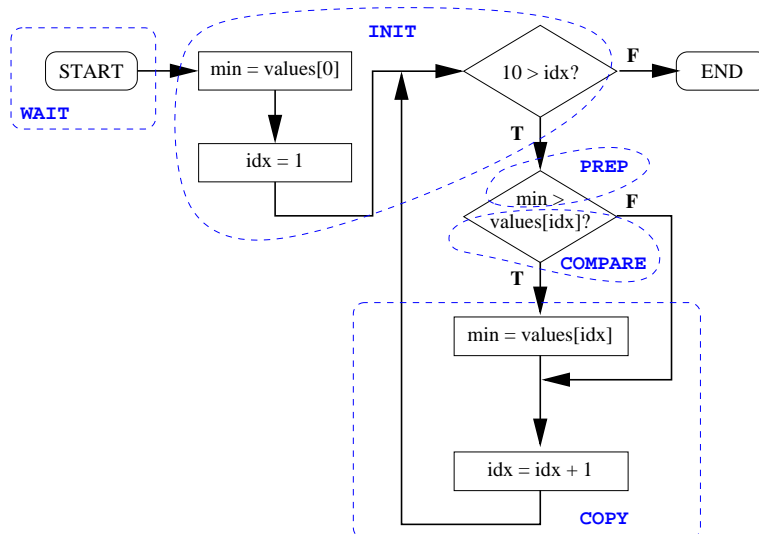 INIT
START
min = values[0]
10 > idx?
F
END
WAIT
T
idx = 1
PREP
min >
values[idx]?
F
COMPARE
T
min = values[idx]
idx = idx + 1
COPY